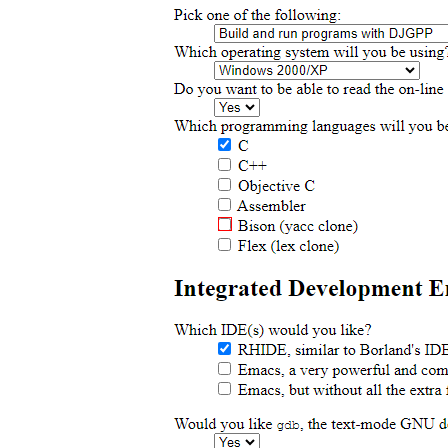 Pick one of the following:
Build and run programs with DJGPP
Which operating system will you be using?
Windows 2000/XP
Do you want to be able to read the on-line
Yes
Which programming languages will you be
C
C++
Objective C
Assembler
Bison (yacc clone)
Flex (lex clone)
Integrated Development
Which IDE(s) would you like?
RHIDE, similar to Borland's IDE
Emacs, a very powerful and com
Emacs, but without all the extra
Would you like gdb, the text-mode GNU
Yes